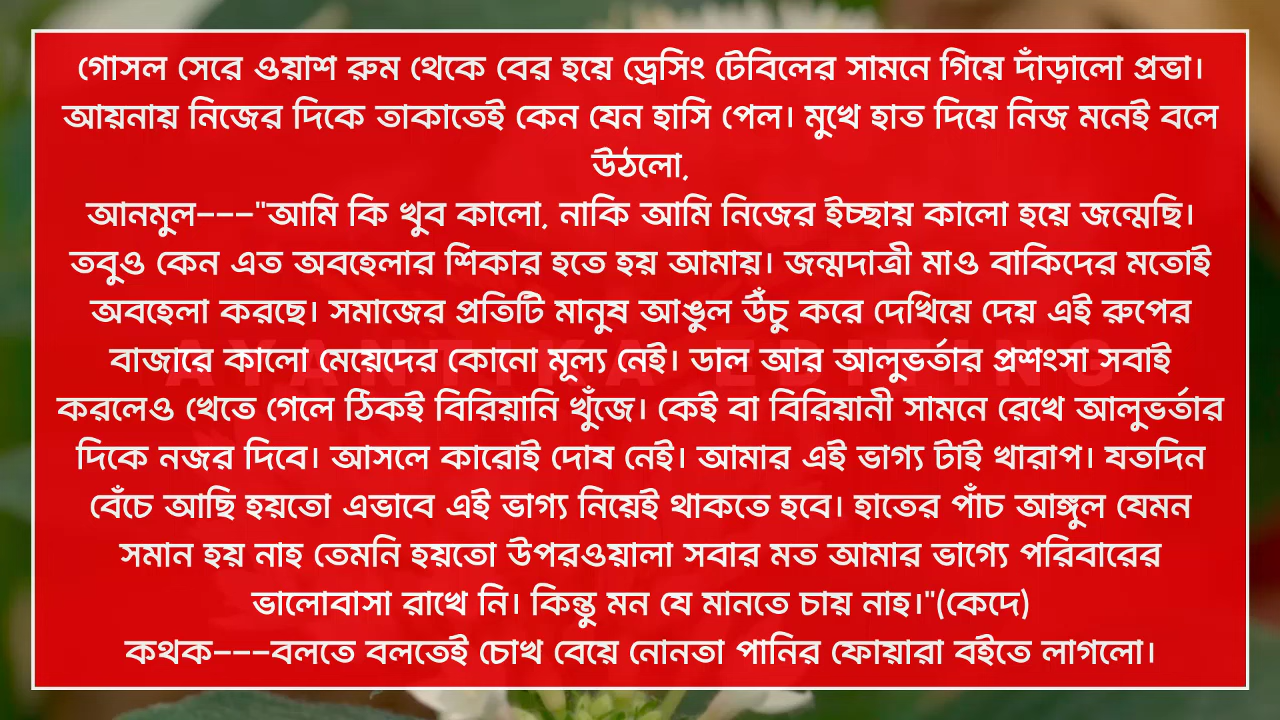 গোসল সেরে ওয়াশ রুম থেকে বের হয়ে ড্রেসিং টেবিলের সামনে গিয়ে দাঁড়ালো প্রভা।
আয়নায় নিজের দিকে তাকাতেই কেন যেন হাসি পেল। মুখে হাত দিয়ে নিজ মনেই বলে
উঠলো,
আনমুল---"আমি কি খুব কালো, নাকি আমি নিজের ইচ্ছায় কালো হয়ে জন্মেছি।
তবুও কেন এত অবহেলার শিকার হতে হয় আমায়। জন্মদাত্রী মাও বাকিদের মতোই
অবহেলা করছে। সমাজের প্রতিটি মানুষ আঙুল উঁচু করে দেখিয়ে দেয় এই রুপের
বাজারে কালো মেয়েদের কোনো মূল্য নেই। ডাল আর আলুভর্তার প্রশংসা সবাই
করলেও খেতে গেলে ঠিকই বিরিয়ানি খুঁজে। কেই বা বিরিয়ানী সামনে রেখে আলুভর্তার
দিকে নজর দিবে। আসলে কারোই দোষ নেই। আমার এই ভাগ্য টাই খারাপ। যতদিন
বেঁচে আছি হয়তো এভাবে এই ভাগ্য নিয়েই থাকতে হবে। হাতের পাঁচ আঙ্গুল যেমন
সমান হয় নাহ তেমনি হয়তো উপরওয়ালা সবার মত আমার ভাগ্যে পরিবারের
ভালোবাসা রাখে নি। কিন্তু মন যে মানতে চায় নাহ।"(কেদে)
কথক---বলতে বলতেই চোখ বেয়ে নোনতা পানির ফোয়ারা বইতে লাগলো।
AYANTIKA EDITING